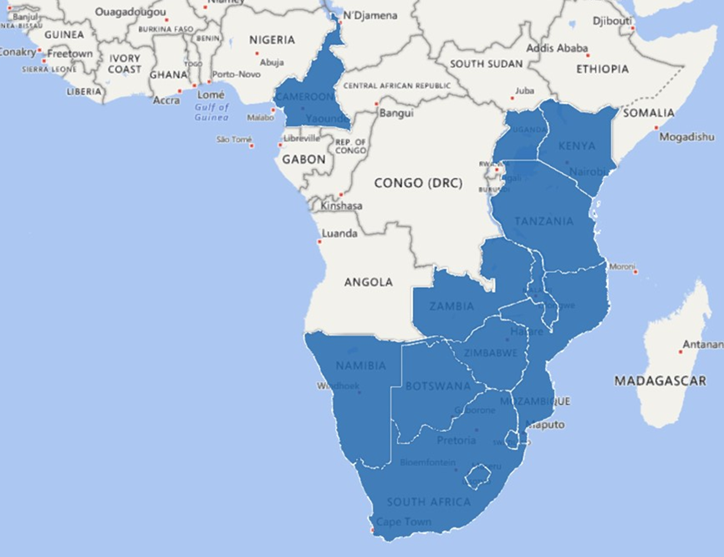 Ouagadougou
Niamey
N'Djamena
Djibouti
Banjul
BURKINA FASO
GUINEA
BENIN
NIGERIA
Addis Ababa
Conakry
Freetown
IVORY
COAST
GHANA
TOGO
Abuja
SOUTH SUDAN
ETHIOPIA
SIERRA LEONE
Porto-Novo
LIBERIA
Accra
Lomé
CAMEROON
CENTRAL AFRICAN REPUBLIC
Juba
Gulf of
Guinea
Malabo
Yaounde
Bangui
SOMALIA
UGANDA
Mogadishu
São Tomé
Libreville
REP. OF
CONGO
KENYA
GABON
Nairobi
CONGO (DRC)
BURUNDI
Kinshasa
TANZANIA
Luanda
Moroni
ANGOLA
ZAMBIA
Harare
Antanan
ZIMBABWE
NAMIBIA
MADAGASCAR
Windhoek
BOTSWANA
MOZAMBIQUE
Gaborone
Maputo
Pretoria
Bloemfontein
SOUTH AFRICA
Cape Town